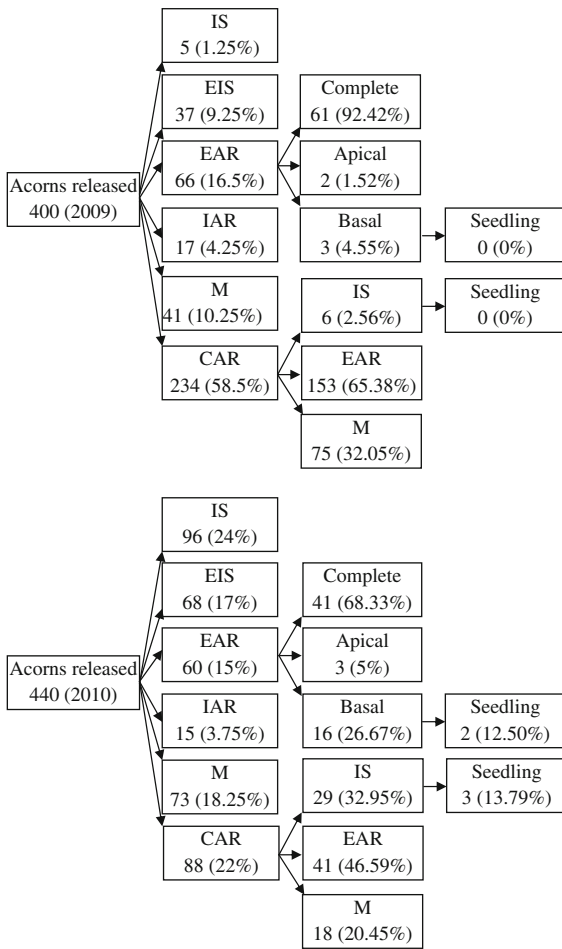 IS
5 (1.25%)
EIS
37 (9.25%)
Complete
61 (92.42%)
EAR
66 (16.5%)
Apical
2 (1.52%)
Acorns released
400 (2009)
IAR
17 (4.25%)
Basal
3 (4.55%)
Seedling
0 (0%)
M
41 (10.25%)
IS
6 (2.56%)
Seedling
0 (0%)
CAR
234 (58.5%)
EAR
153 (65.38%)
M
75 (32.05%)
IS
96 (24%)
EIS
68 (17%)
Complete
41 (68.33%)
EAR
60 (15%)
Apical
3 (5%)
Acorns released
440 (2010)
IAR
15 (3.75%)
Basal
16 (26.67%)
Seedling
2 (12.50%)
M
73 (18.25%)
IS
29 (32.95%)
Seedling
3 (13.79%)
CAR
88 (22%)
EAR
41 (46.59%)
M
18 (20.45%)